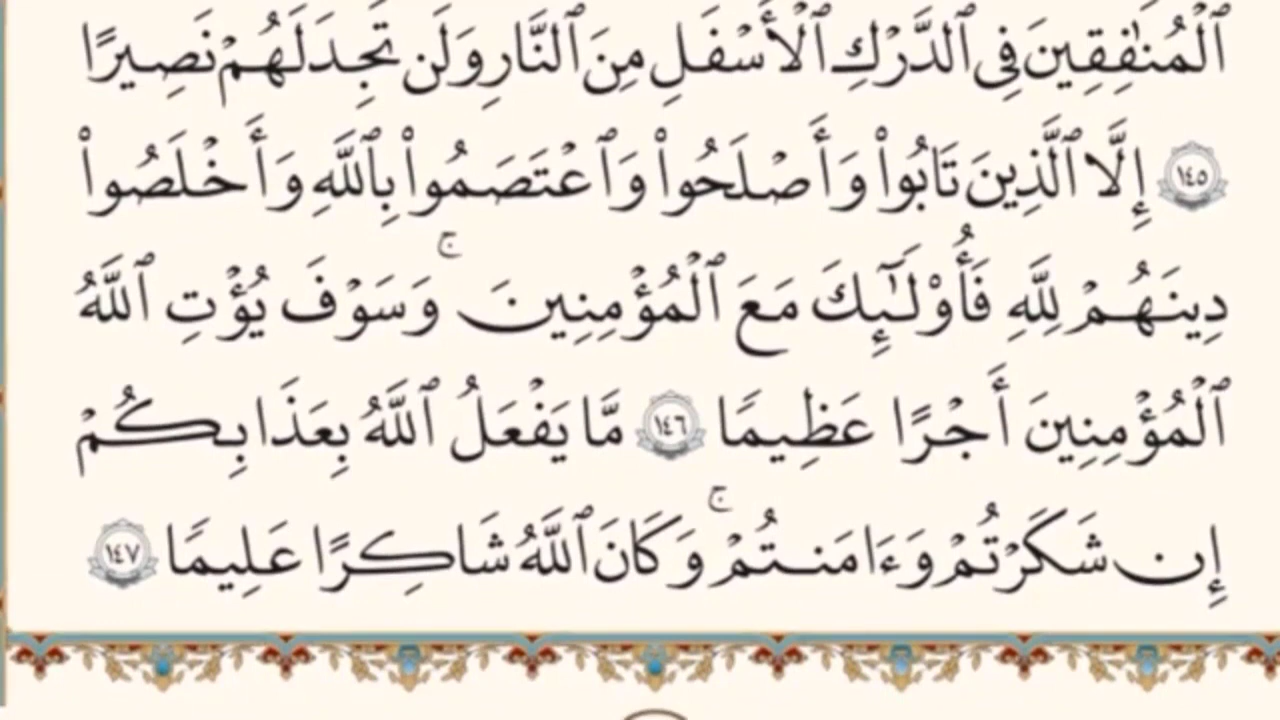 ٱلْمُنَٰفِقِينَ فِى ٱلدَّرْكِ ٱلْأَسْفَلِ مِنَ ٱلنَّارِ وَلَن تَجِدَ لَهُمْ نَصِيرًا
١٤٥ إِلَّا ٱلَّذِينَ تَابُوا۟ وَأَصْلَحُوا۟ وَٱعْتَصَمُوا۟ بِٱللَّهِ وَأَخْلَصُوا۟
دِينَهُمْ لِلَّهِ فَأُو۟لَٰٓئِكَ مَعَ ٱلْمُؤْمِنِينَ ۚ وَسَوْفَ يُؤْتِ ٱللَّهُ
ٱلْمُؤْمِنِينَ أَجْرًا عَظِيمًا ١٤٦ مَّا يَفْعَلُ ٱللَّهُ بِعَذَابِكُمْ
إِن شَكَرْتُمْ وَءَامَنتُمْ ۚ وَكَانَ ٱللَّهُ شَاكِرًا عَلِيمًا ١٤٧